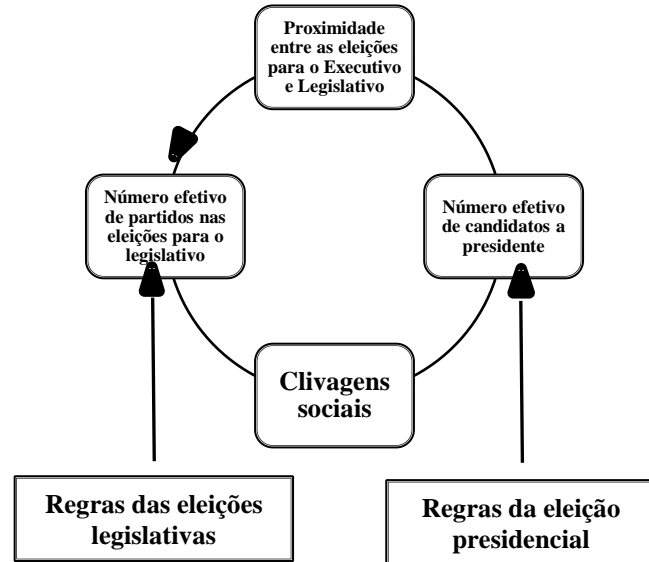 Proximidade
entre as eleições
para o Executivo
e Legislativo
Número efetivo
de partidos nas
eleições para o
legislativo
Número efetivo
de candidatos a
presidente
Clivagens
sociais
Regras das eleições
legislativas
Regras da eleição
presidencial